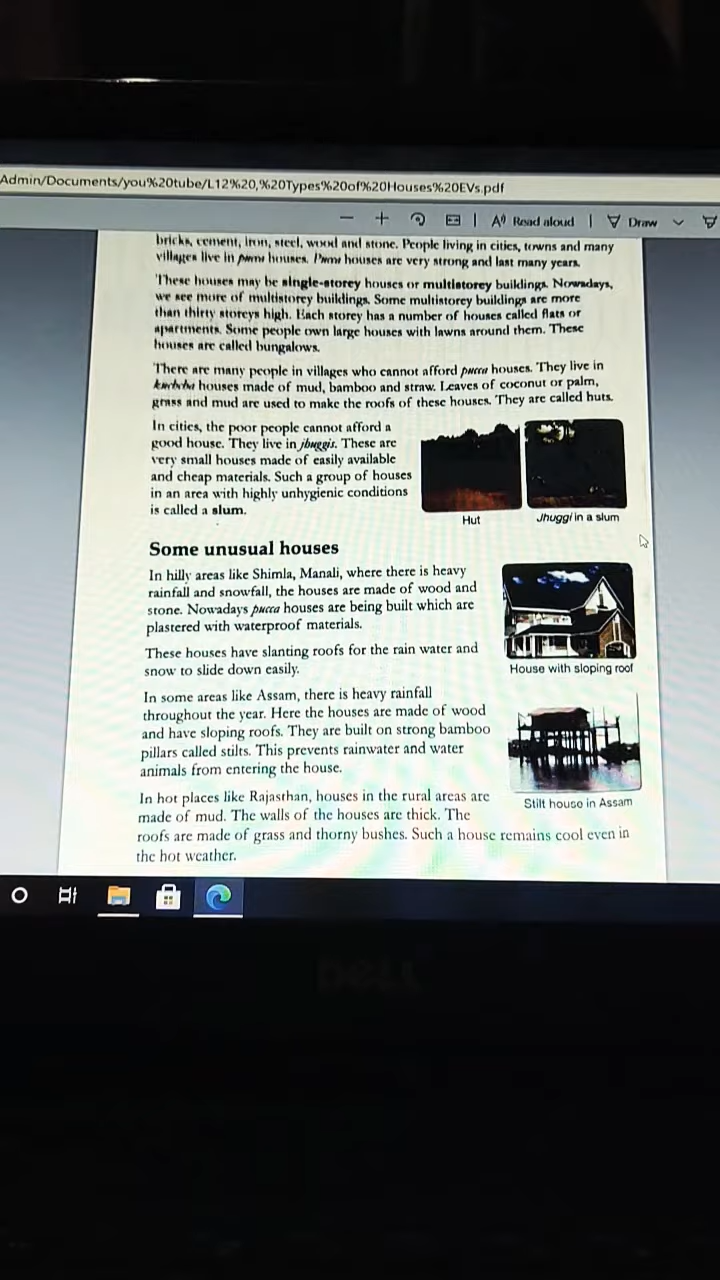 Admin/Documents/you%20tube/L12%20,%20Types%20of%20Houses%20EVs.pdf
Read aloud
Draw
bricks, cement, iron, steel, wood and stone. People living in cities, towns and many
villages live in pucca houses. Pucca houses are very strong and last many years.
These houses may be single-storey houses or multistorey buildings. Nowadays,
we see more of multistorey buildings. Some multistorey buildings are more
than thirty storeys high. Each storey has a number of houses called flats or
apartments. Some people own large houses with lawns around them. These
houses are called bungalows.
There are many people in villages who cannot afford pucca houses. They live in
kuchcha houses made of mud, bamboo and straw. Leaves of coconut or palm,
grass and mud are used to make the roofs of these houses. They are called huts.
In cities, the poor people cannot afford a
good house. They live in jhuggis. These are
very small houses made of easily available
and cheap materials. Such a group of houses
in an area with highly unhygienic conditions
is called a slum.
Hut
Jhuggi in a slum
Some unusual houses
In hilly areas like Shimla, Manali, where there is heavy
rainfall and snowfall, the houses are made of wood and
stone. Nowadays pucca houses are being built which are
plastered with waterproof materials.
These houses have slanting roofs for the rain water and
snow to slide down easily.
House with sloping roof
In some areas like Assam, there is heavy rainfall
throughout the year. Here the houses are made of wood
and have sloping roofs. They are built on strong bamboo
pillars called stilts. This prevents rainwater and water
animals from entering the house.
Stilt house in Assam
In hot places like Rajasthan, houses in the rural areas are
made of mud. The walls of the houses are thick. The
roofs are made of grass and thorny bushes. Such a house remains cool even in
the hot weather.
DELL